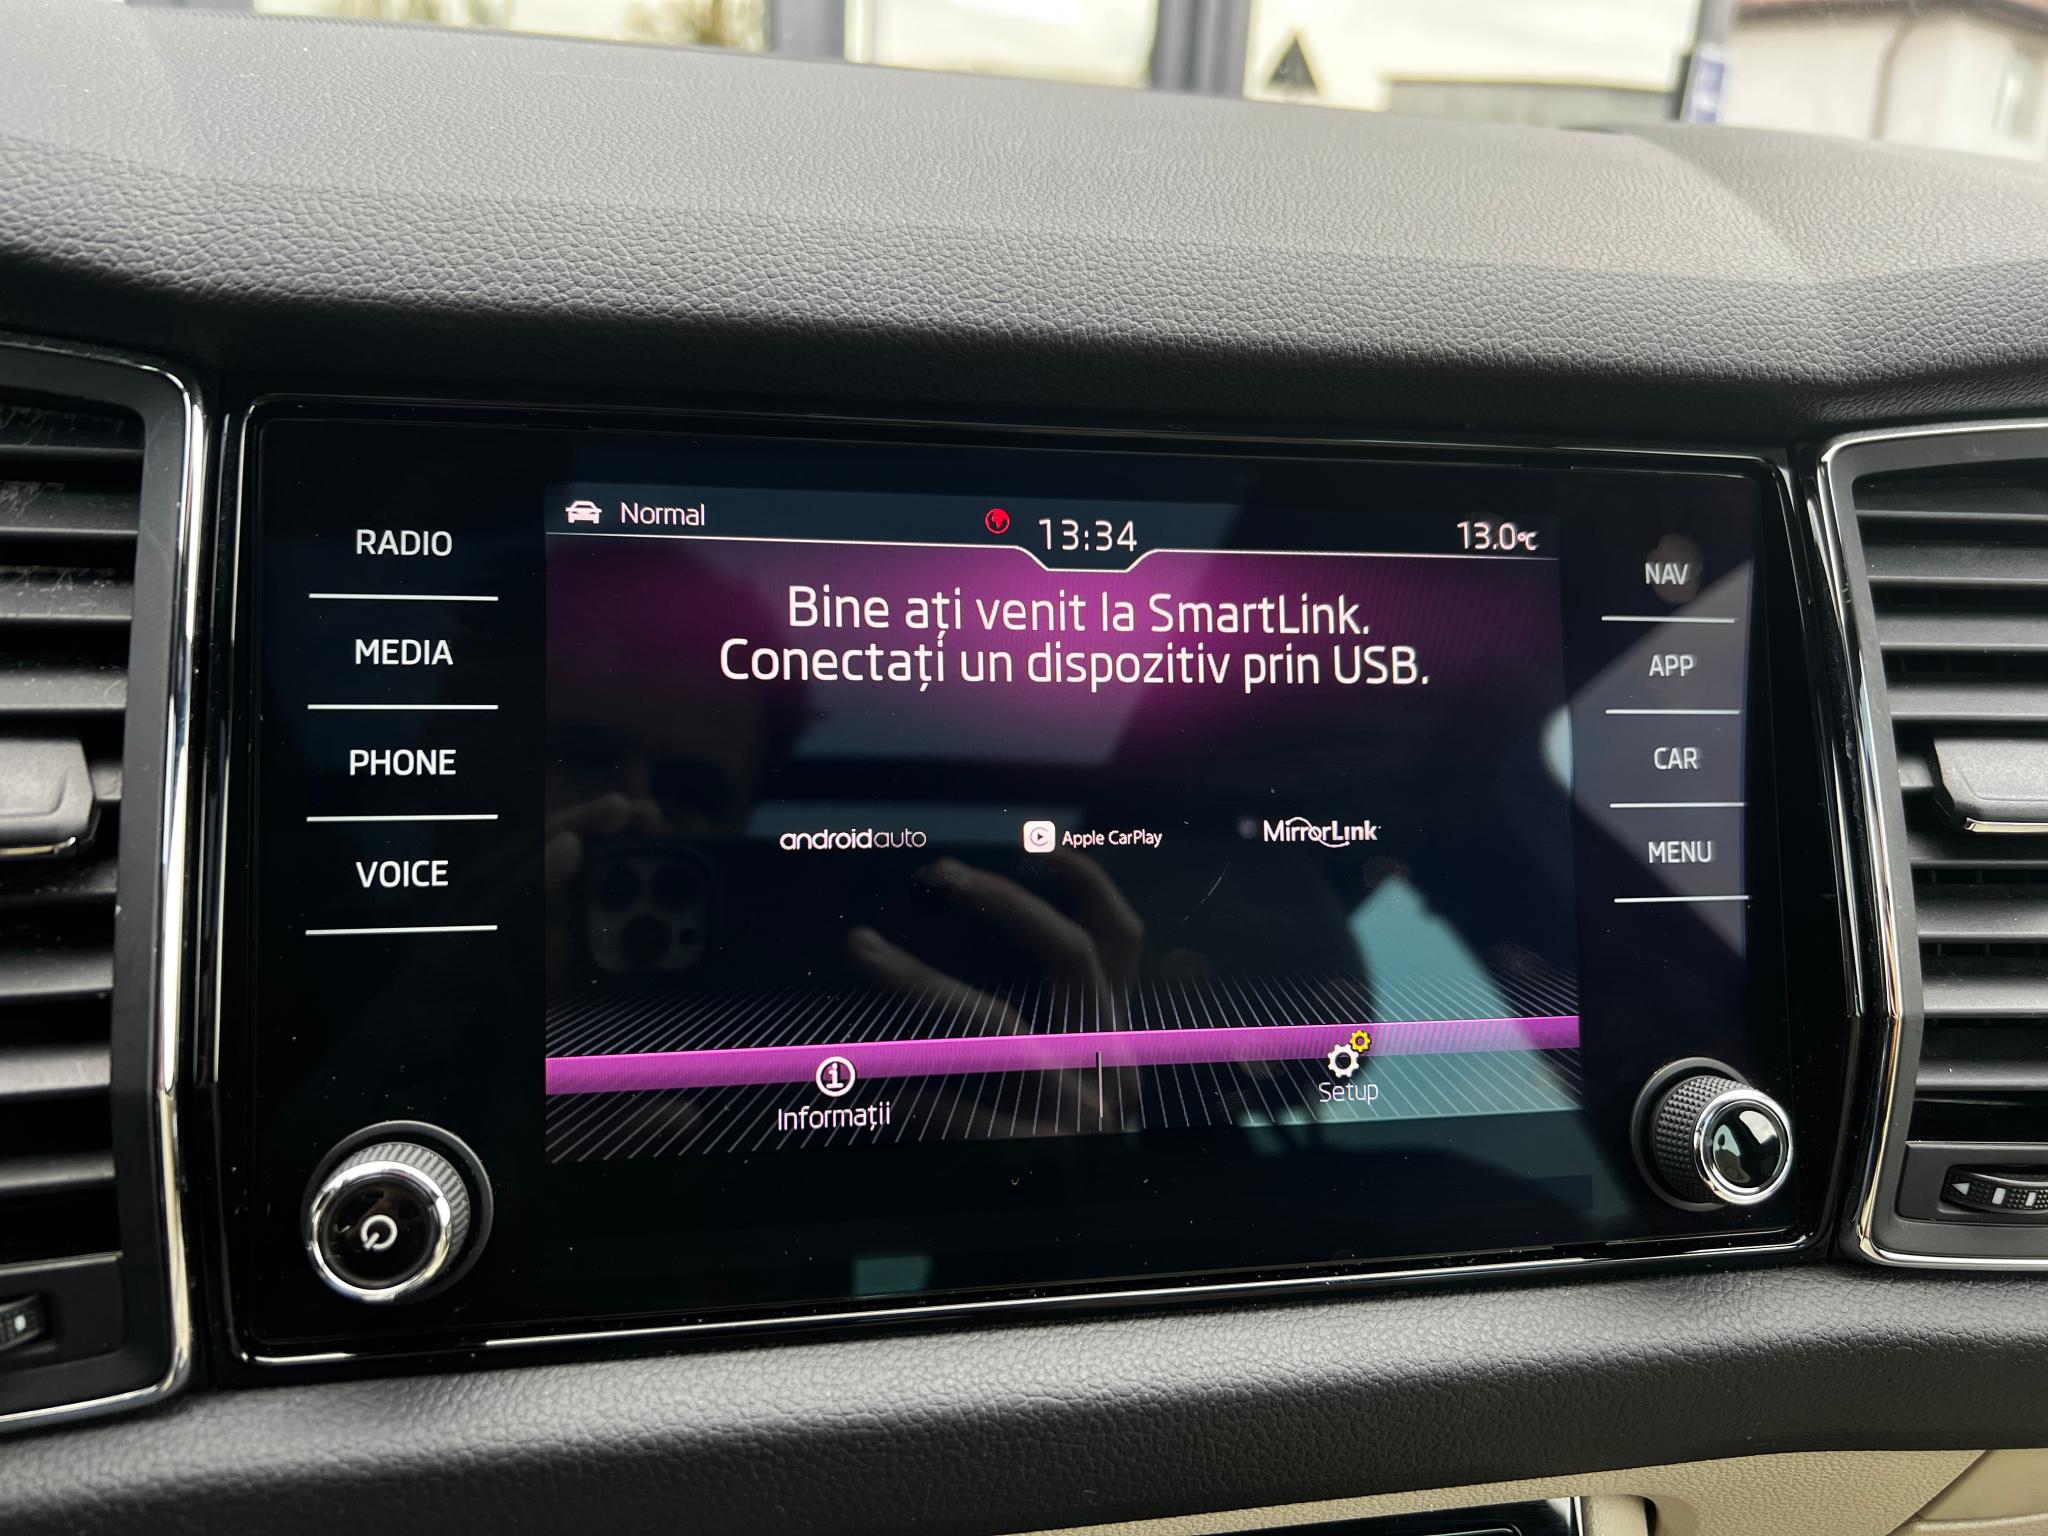 RADIO
MEDIA
PHONE
VOICE
Normal
13:34
13.0°C
Bine ați venit la SmartLink.
Conectați un dispozitiv prin USB.
androidauto
Apple CarPlay
MirrorLink
Informații
Setup
NAV
APP
CAR
MENU